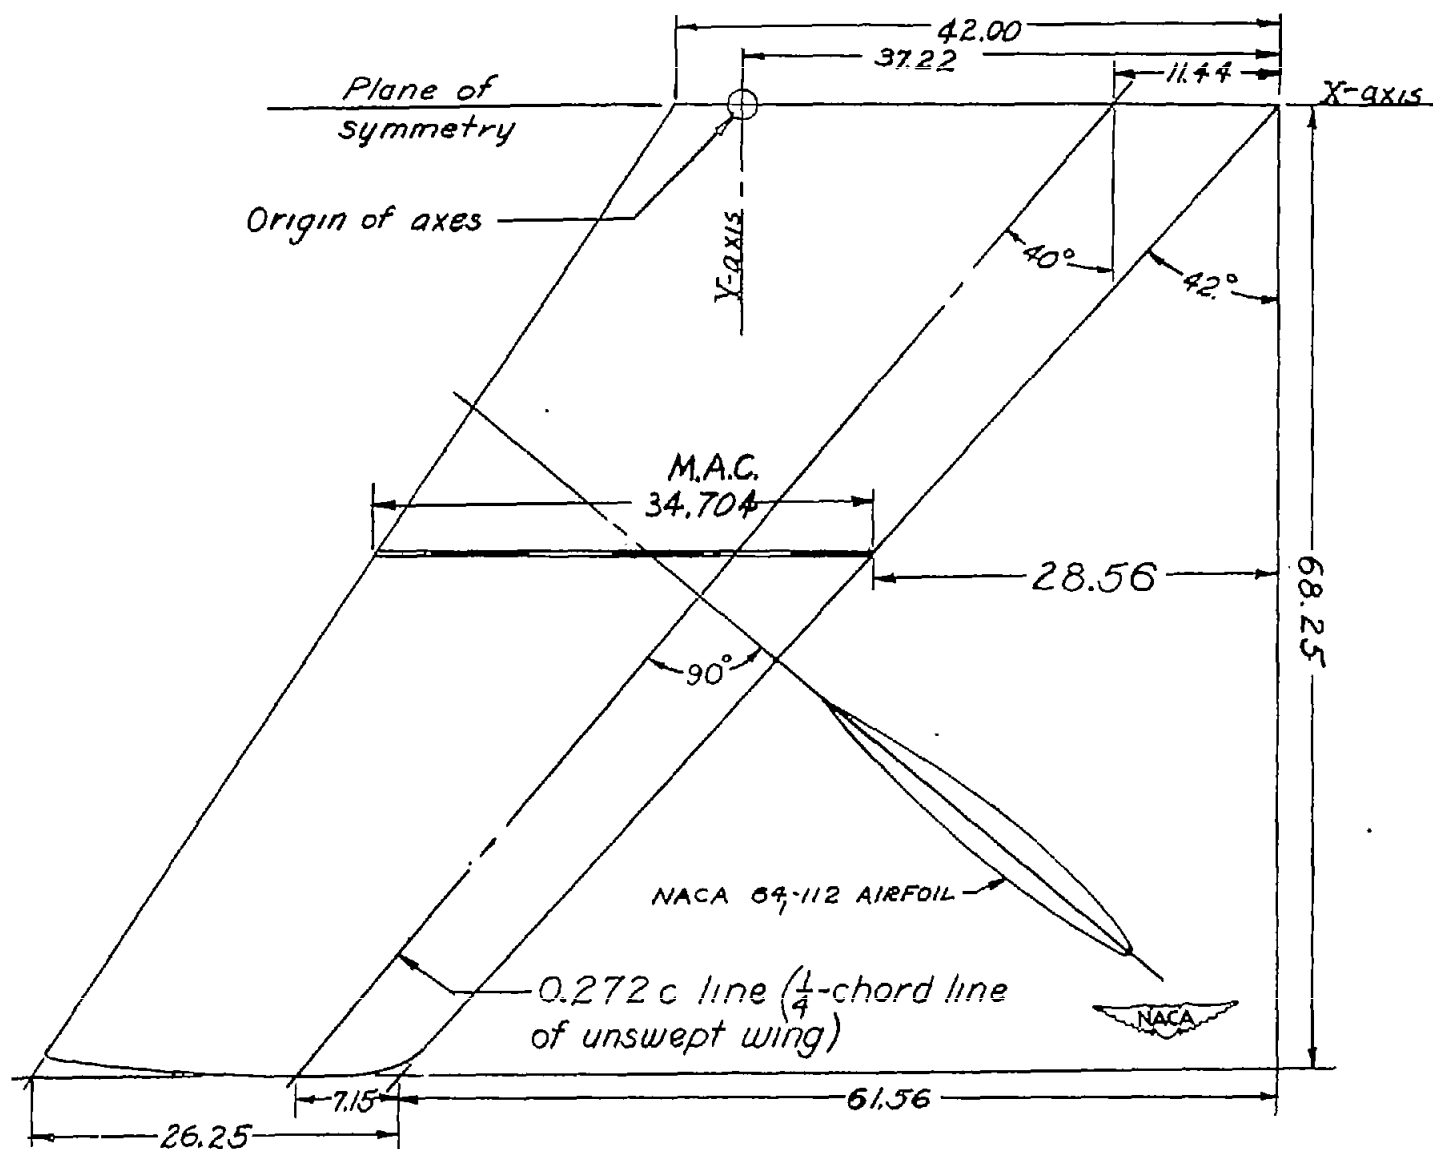 42.00
37.22
11.44
Plane of
symmetry
X-axis
Origin of axes
Y-axis
40°
42°
M.A.C.
34.704
28.56
68.25
90°
NACA 64,-112 AIRFOIL
0.272 c line (1/4-chord line
of unswept wing)
NACA
7.15
61.56
26.25